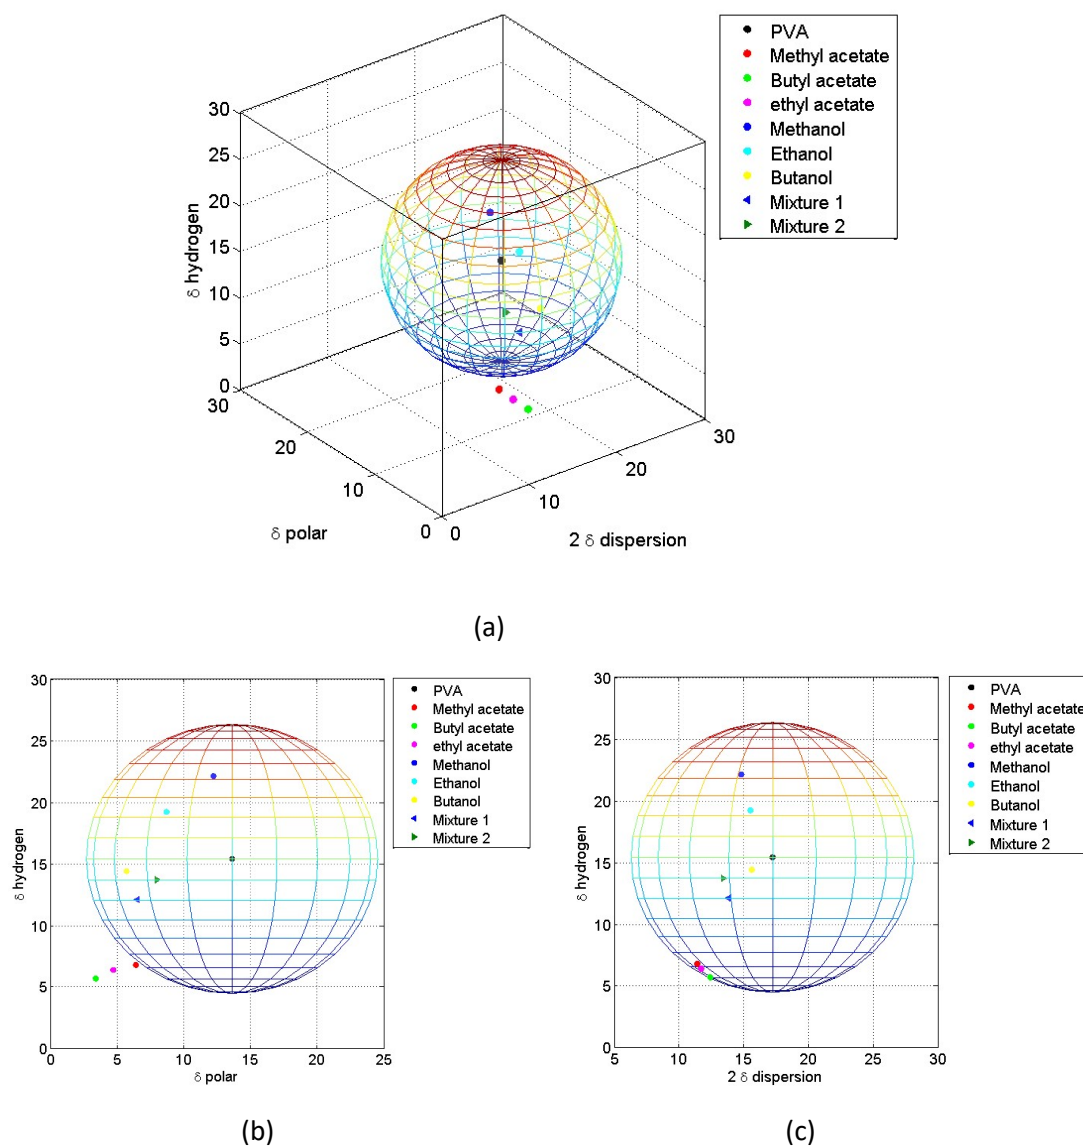 PVA
Methyl acetate
Butyl acetate
ethyl acetate
Methanol
Ethanol
Butanol
Mixture 1
Mixture 2
30
25
20
15
10
5
0
δ hydrogen
30
20
10
0
δ polar
0
10
20
30
2 δ dispersion
(a)
30
25
20
15
10
5
0
δ hydrogen
0 5 10 15 20 25
δ polar
PVA
Methyl acetate
Butyl acetate
ethyl acetate
Methanol
Ethanol
Butanol
Mixture 1
Mixture 2
(b)
30
25
20
15
10
5
0
δ hydrogen
5 10 15 20 25 30
2 δ dispersion
PVA
Methyl acetate
Butyl acetate
ethyl acetate
Methanol
Ethanol
Butanol
Mixture 1
Mixture 2
(c)